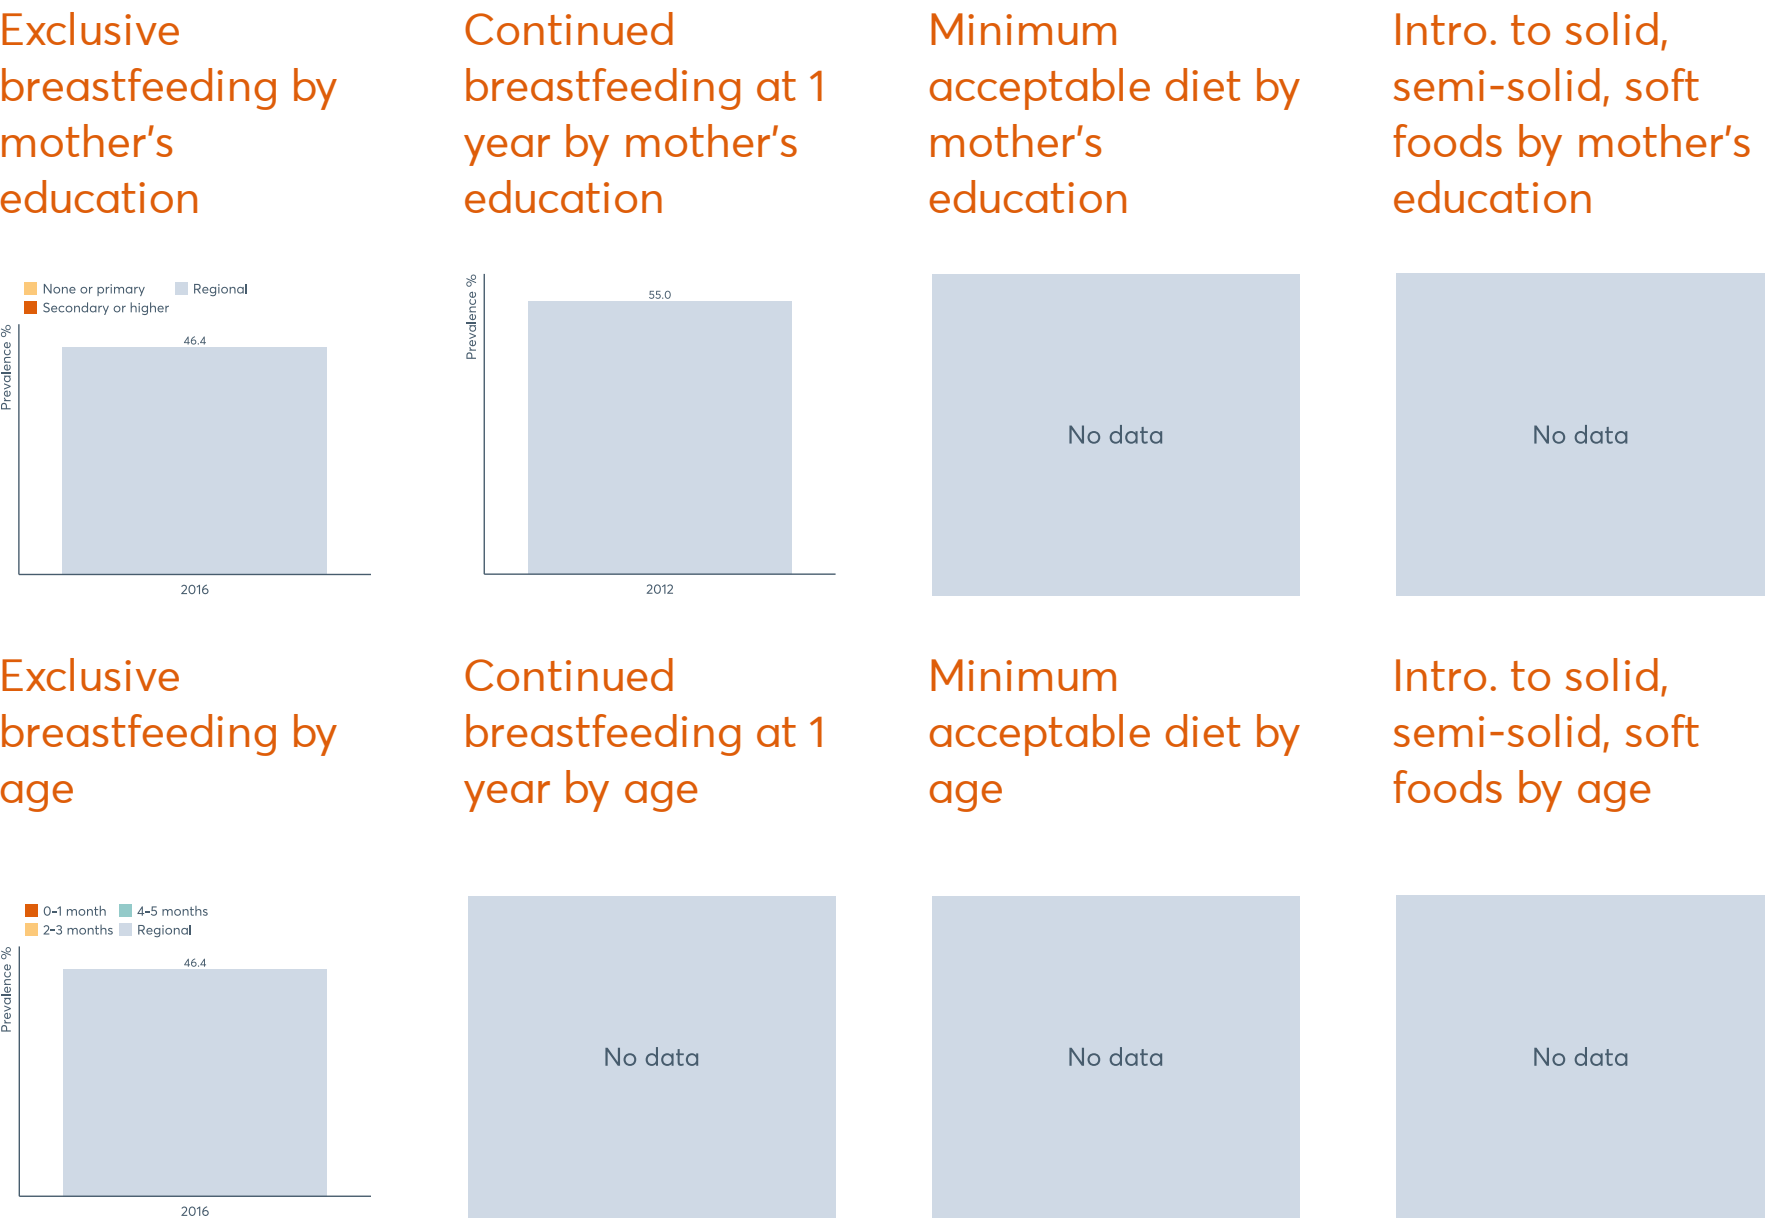 Exclusive
breastfeeding by
mother's
education
Continued
breastfeeding at 1
year by mother's
education
Minimum
acceptable diet by
mother's
education
Intro. to solid,
semi-solid, soft
foods by mother's
education
None or primary
Regional
Secondary or higher
Prevalence %
46.4
2016
Prevalence %
55.0
2012
No data
No data
Exclusive
breastfeeding by
age
Continued
breastfeeding at 1
year by age
Minimum
acceptable diet by
age
Intro. to solid,
semi-solid, soft
foods by age
0-1 month
4-5 months
2-3 months
Regional
Prevalence %
46.4
2016
No data
No data
No data